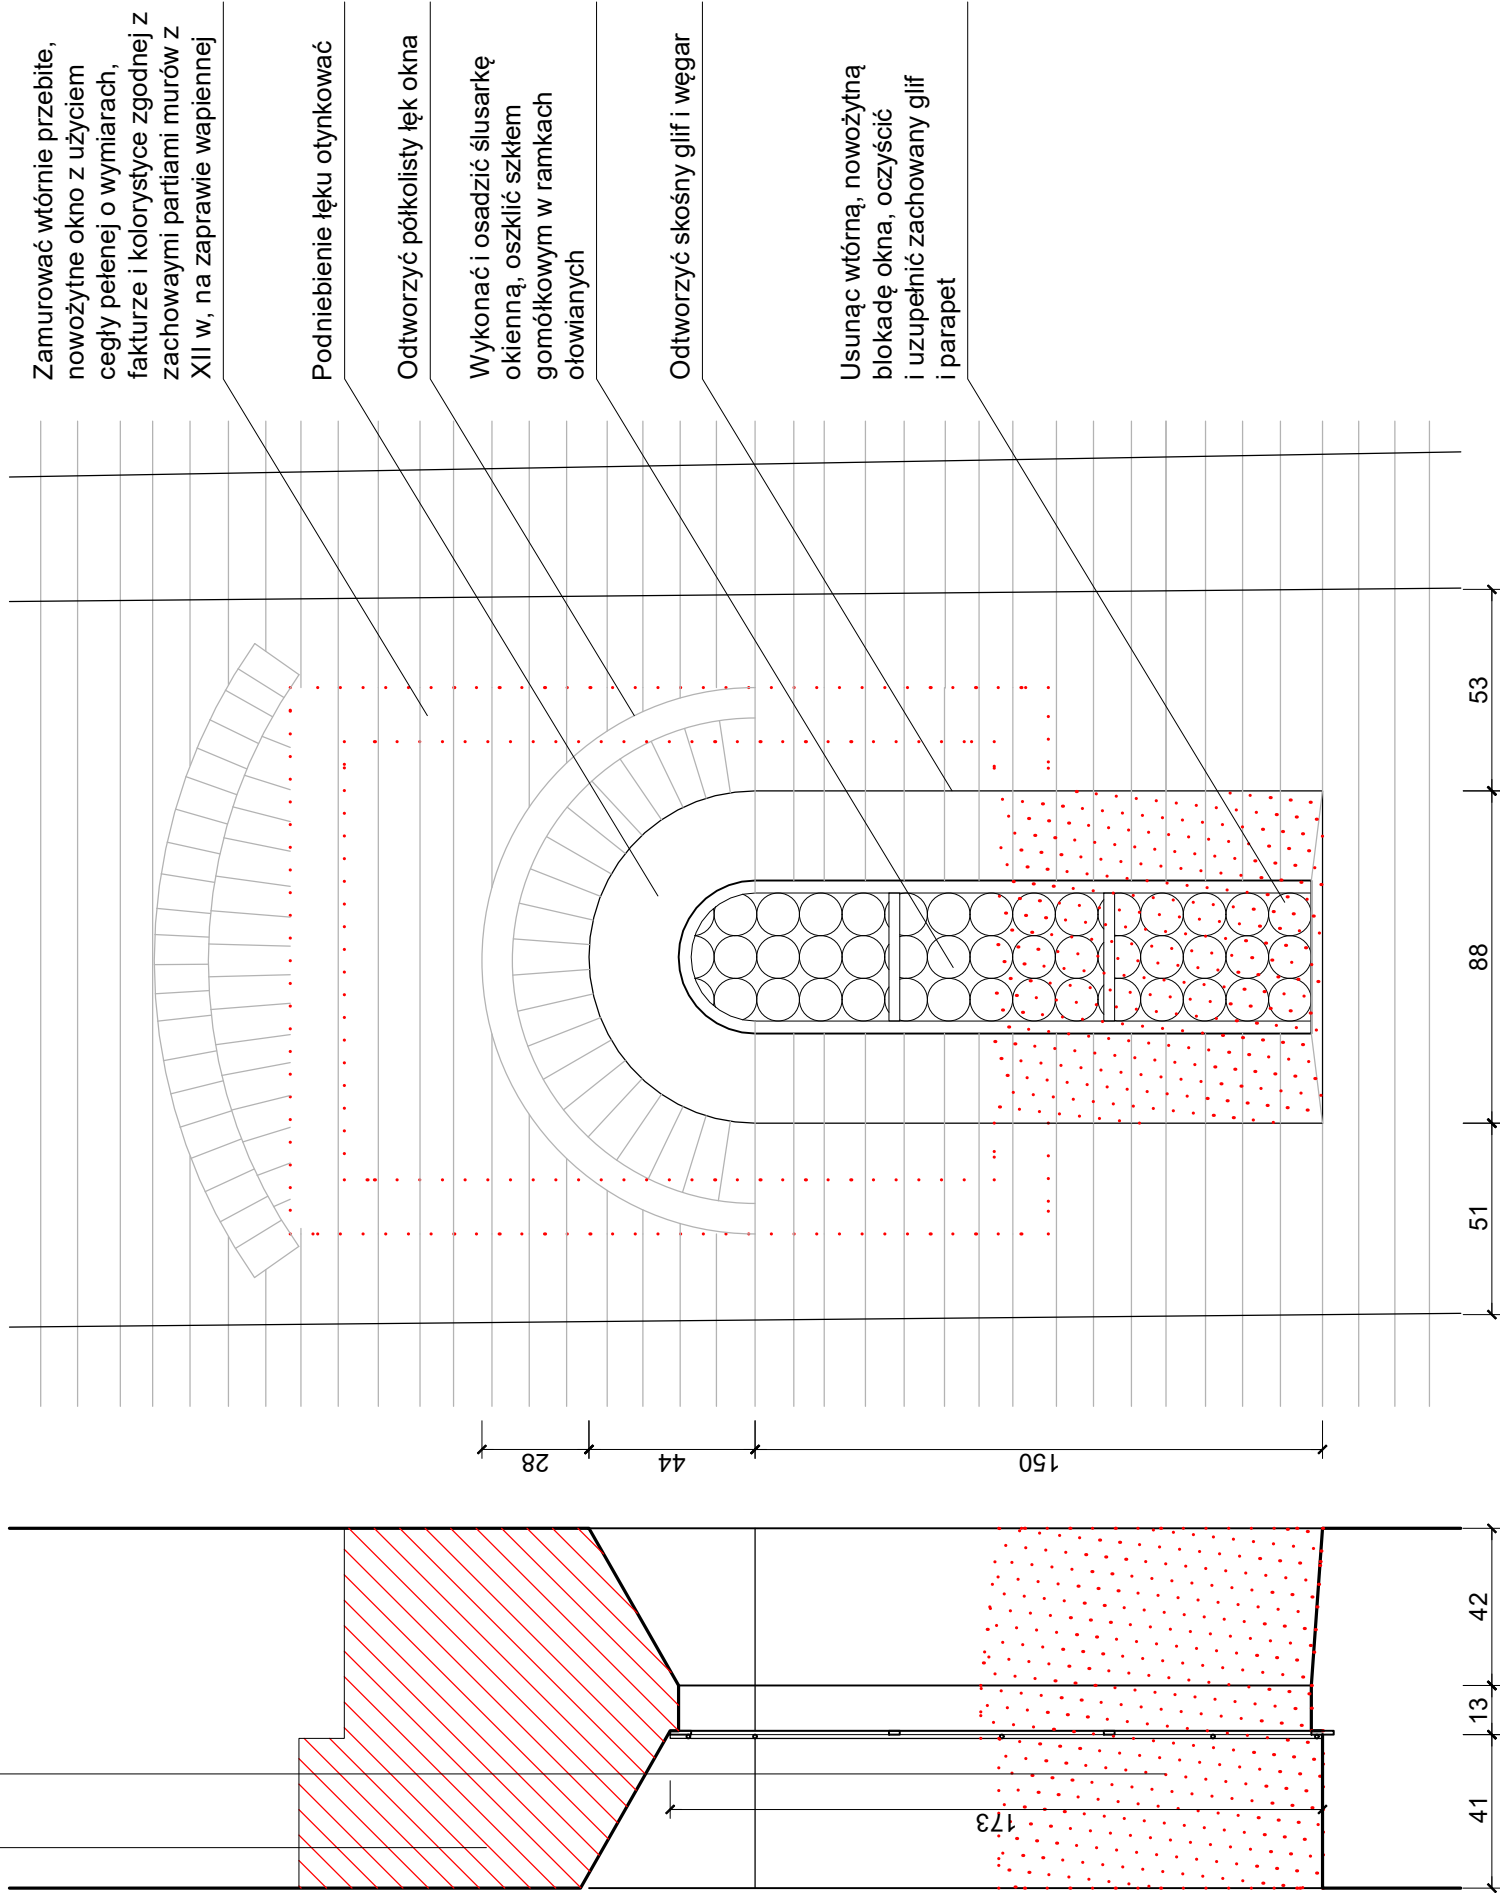 Zamurować wtórnie przebite,
nowożytne okno z użyciem
cegły pełenej o wymiarach,
fakturze i kolorystyce zgodnej z
zachowaymi partiami murów z
XII w, na zaprawie wapiennej
Podniebienie łęku otynkować
Odtworzyć półkolisty łęk okna
Wykonać i osadzić ślusarkę
okienną, oszklić szkłem
gomółkowym w ramkach
ołowianych
Odtworzyć skośny glif i węgar
Usunąc wtórną, nowożytną
blokadę okna, oczyścić
i uzupełnić zachowany glif
i parapet
28
44
150
51
88
53
173
41
13
42